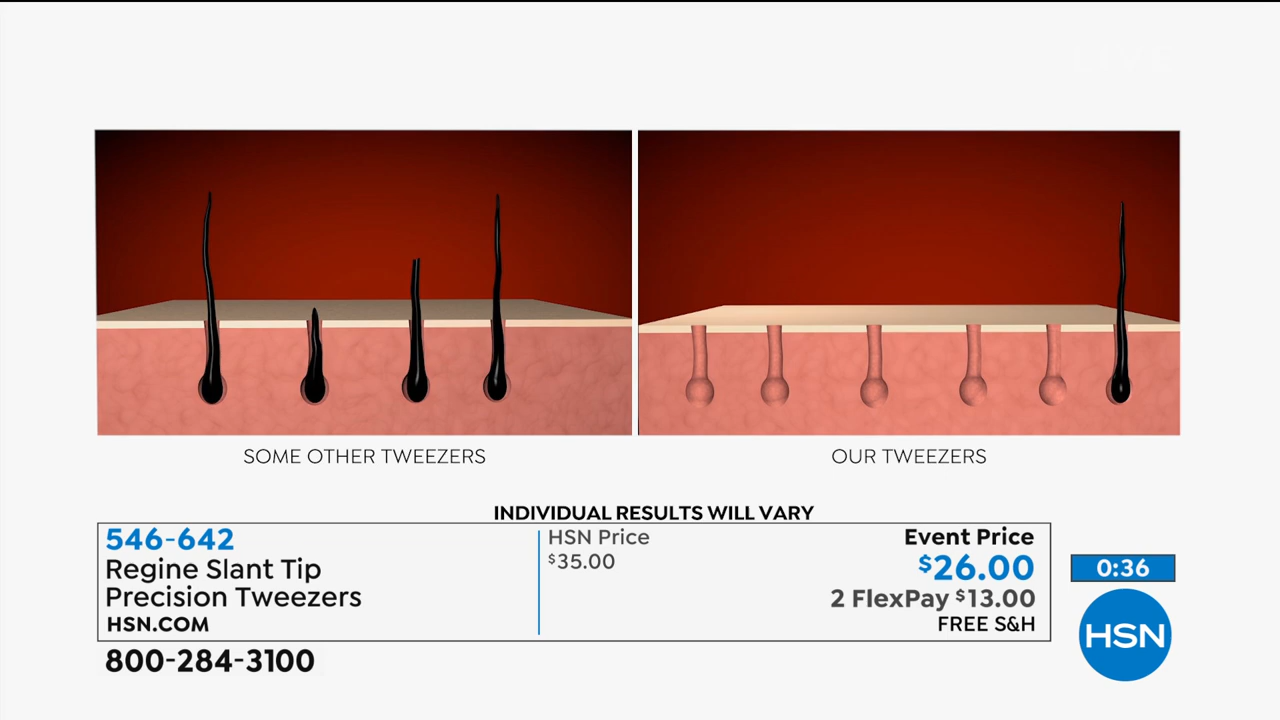 LIVE
SOME OTHER TWEEZERS
OUR TWEEZERS
INDIVIDUAL RESULTS WILL VARY
546-642
Regine Slant Tip
Precision Tweezers
HSN.COM
HSN Price
$35.00
Event Price
$26.00
2 FlexPay $13.00
FREE S&H
0:36
HSN
800-284-3100